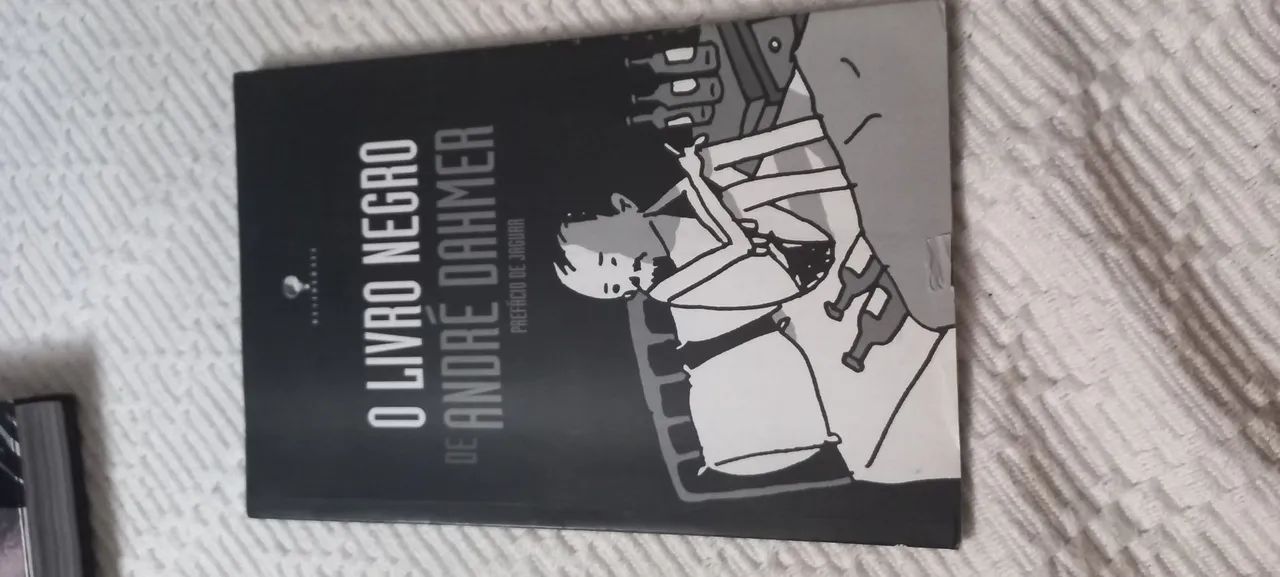 O LIVRO NEGRO
DE ANDRÉ DAHMER
PREFÁCIO DE JAGUAR